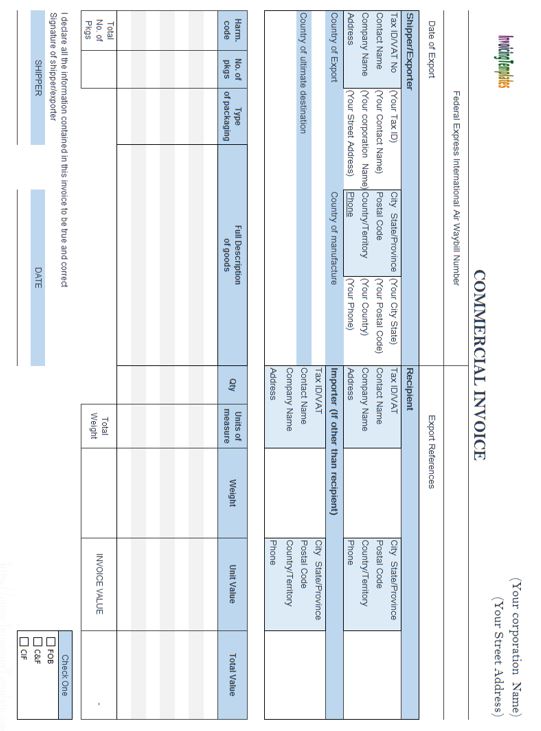 InvoicingTemplates
(Your corporation Name)
(Your Street Address)
COMMERCIAL INVOICE
Federal Express International Air Waybill Number
Date of Export
Export References
Shipper/Exporter
Recipient
Tax ID/VAT No (Your Tax ID) City State/Province (Your City State) Tax ID/VAT City State/Province
Contact Name (Your Contact Name) Postal Code (Your Postal Code) Contact Name Postal Code
Company Name (Your corporation Name) Country/Territory (Your Country) Company Name Country/Territory
Address (Your Street Address) Phone (Your Phone) Address Phone
Country of Export Country of manufacture Importer (If other than recipient)
Tax ID/VAT City State/Province
Country of ultimate destination Contact Name Postal Code
Company Name Country/Territory
Address Phone
Harm. code No. of pkgs Type of packaging Full Description of goods Qty Units of measure Weight Unit Value Total Value
Total No. of Pkgs Total Weight INVOICE VALUE -
I declare all the information contained in this invoice to be true and correct
Signature of shipper/exporter
Check One
FOB
C&F
CIF
SHIPPER DATE